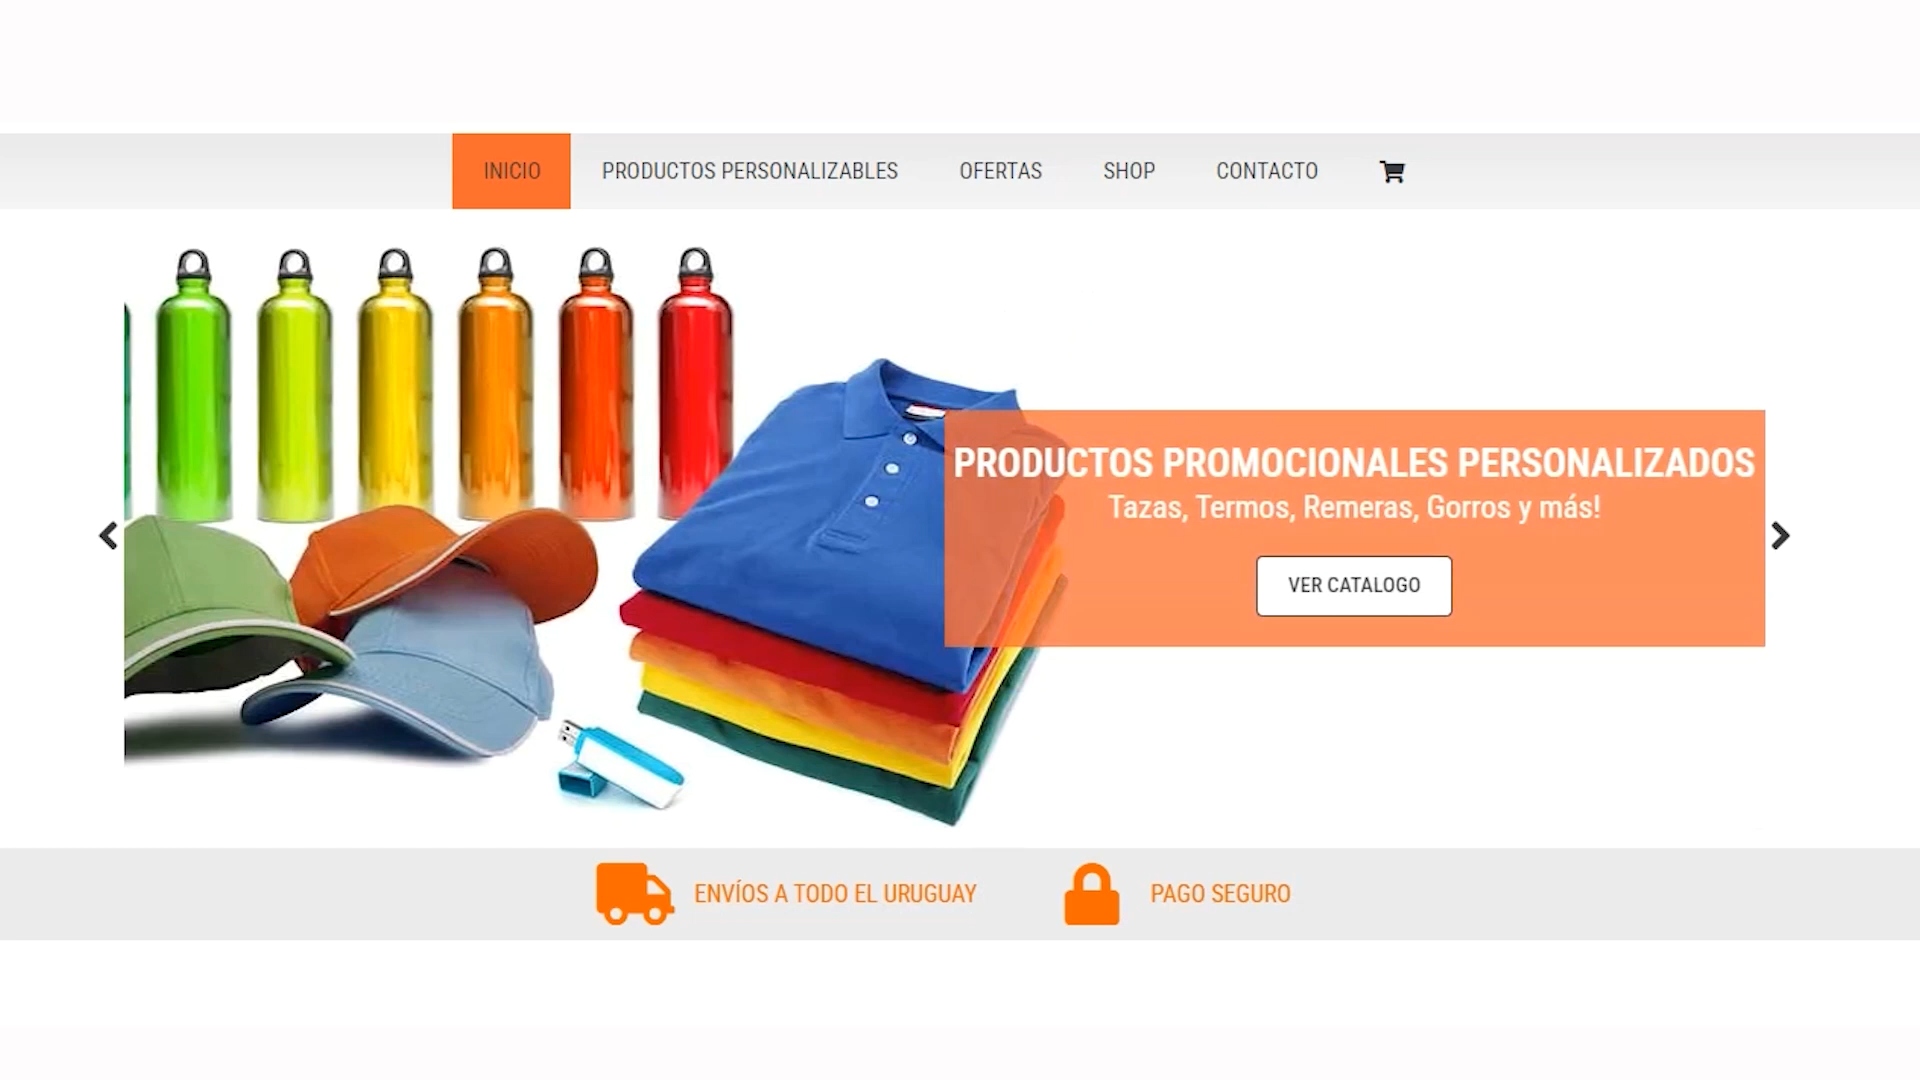 INICIO PRODUCTOS PERSONALIZABLES OFERTAS SHOP CONTACTO
PRODUCTOS PROMOCIONALES PERSONALIZADOS
Tazas, Termos, Remeras, Gorros y más!
VER CATALOGO
ENVÍOS A TODO EL URUGUAY PAGO SEGURO